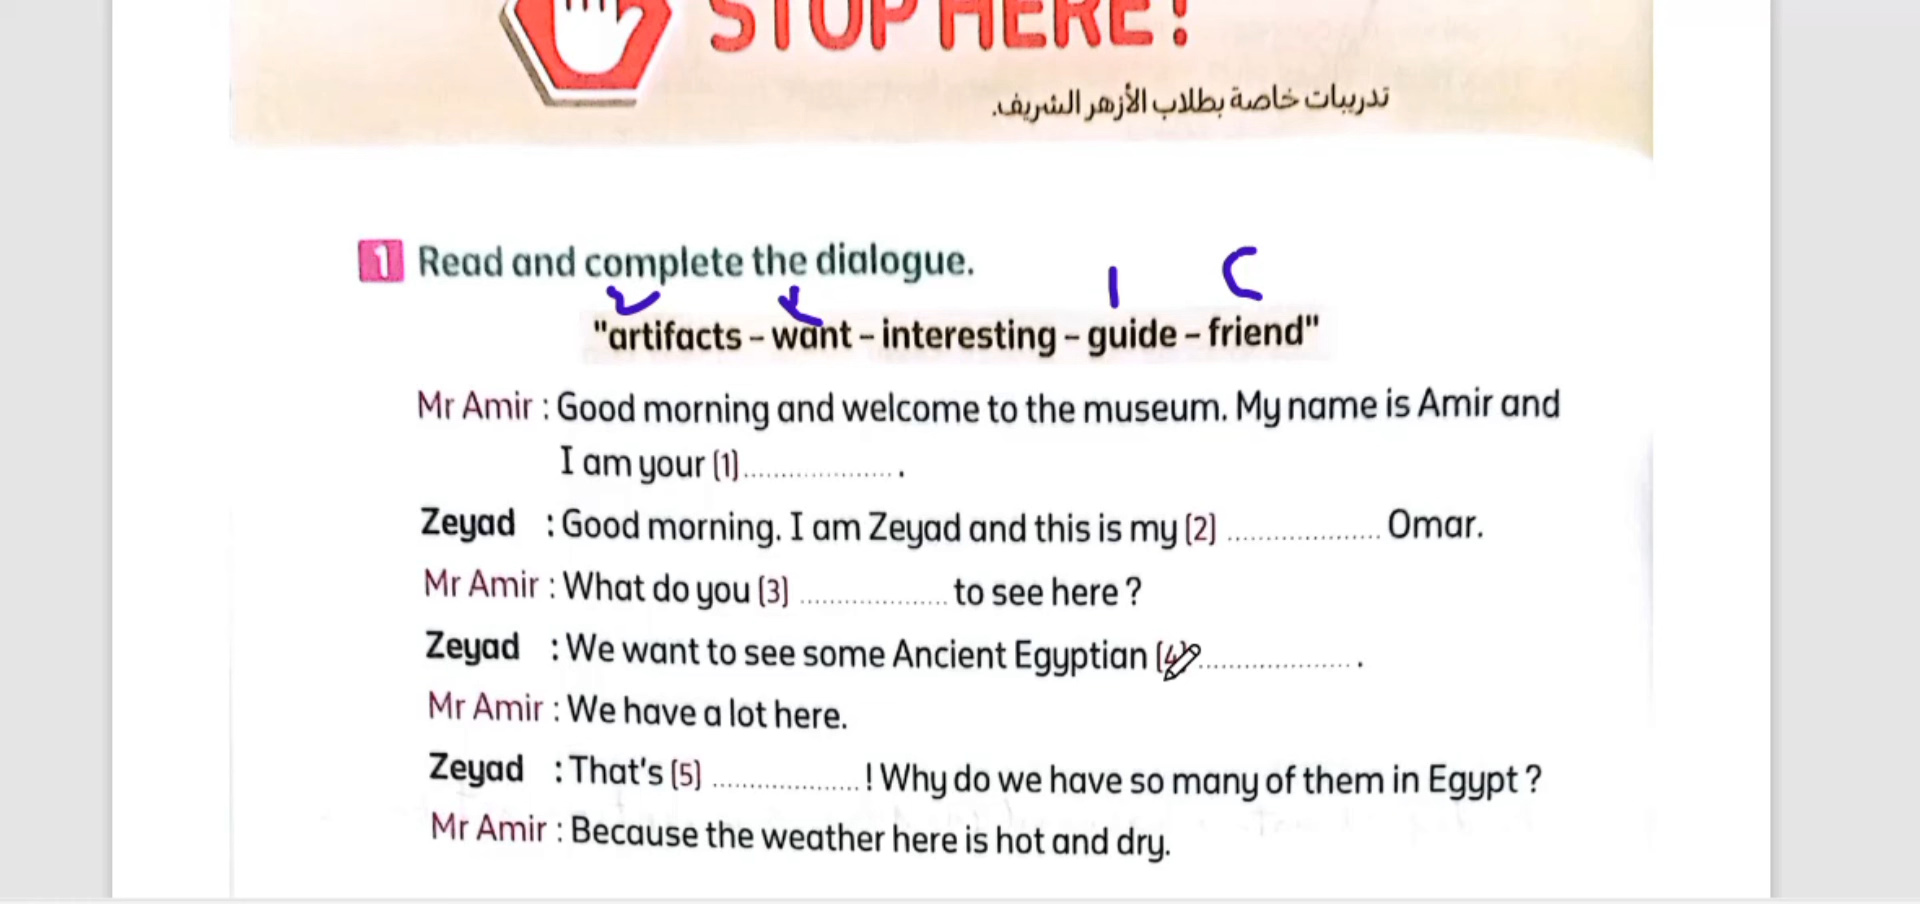 STOP HERE!
تدريبات خاصة بطلاب الأزهر الشريف.
1 Read and complete the dialogue.
"artifacts – want – interesting – guide – friend"
Mr Amir : Good morning and welcome to the museum. My name is Amir and
I am your (1).................... .
Zeyad : Good morning. I am Zeyad and this is my (2) .................... Omar.
Mr Amir : What do you (3) .................... to see here ?
Zeyad : We want to see some Ancient Egyptian (4).................... .
Mr Amir : We have a lot here.
Zeyad : That's (5) .................... ! Why do we have so many of them in Egypt ?
Mr Amir : Because the weather here is hot and dry.